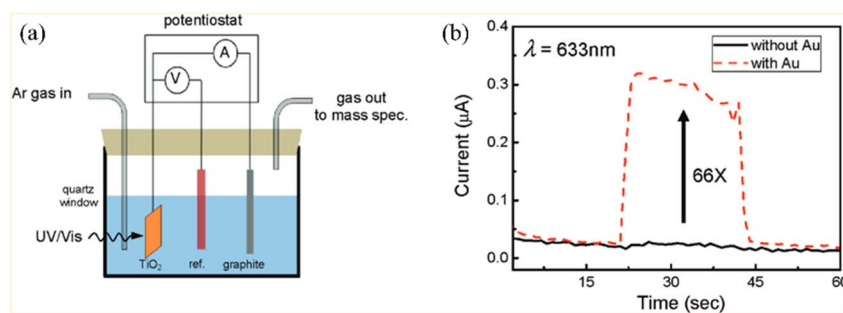 (a)
potentiostat
A
V
Ar gas in
gas out
to mass spec.
quartz
window
UV/Vis
TiO₂
ref.
graphite
(b)
λ = 633nm
without Au
with Au
66X
Current (μA)
0.4
0.3
0.2
0.1
0.0
15
30
45
60
Time (sec)